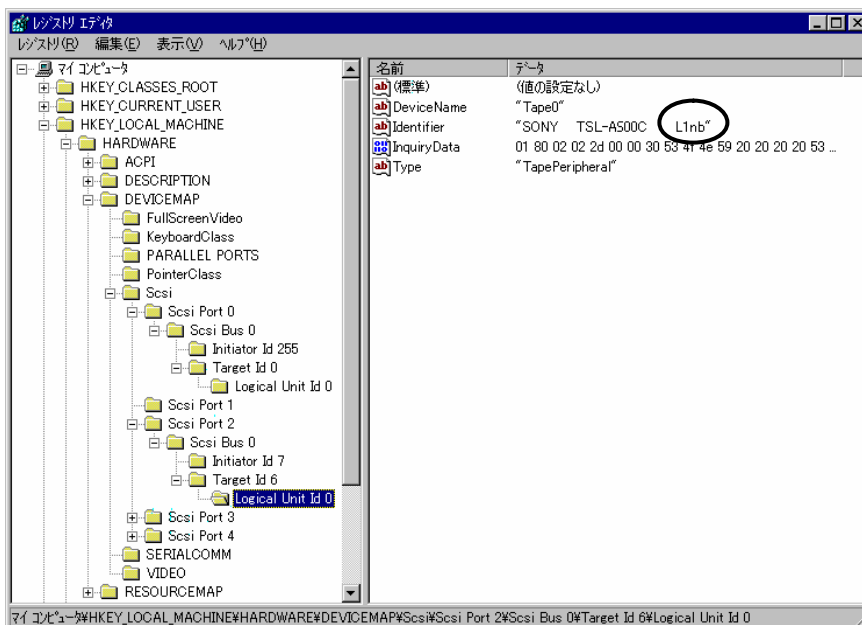 レジストリ エディタ
レジストリ(R) 編集(E) 表示(V) ヘルプ(H)
マイ コンピュータ
HKEY_CLASSES_ROOT
HKEY_CURRENT_USER
HKEY_LOCAL_MACHINE
HARDWARE
ACPI
DESCRIPTION
DEVICEMAP
FullScreenVideo
KeyboardClass
PARALLEL PORTS
PointerClass
Scsi
Scsi Port 0
Scsi Bus 0
Initiator Id 255
Target Id 0
Logical Unit Id 0
Scsi Port 1
Scsi Port 2
Scsi Bus 0
Initiator Id 7
Target Id 6
Logical Unit Id 0
Scsi Port 3
Scsi Port 4
SERIALCOMM
VIDEO
RESOURCEMAP
名前 データ
(標準) (値の設定なし)
DeviceName "Tape0"
Identifier "SONY TSL-A500C L1nb"
InquiryData 01 80 02 02 2d 00 00 30 53 4f 4e 59 20 20 20 20 53 ...
Type "TapePeripheral"
マイ コンピュータ¥HKEY_LOCAL_MACHINE¥HARDWARE¥DEVICEMAP¥Scsi¥Scsi Port 2¥Scsi Bus 0¥Target Id 6¥Logical Unit Id 0